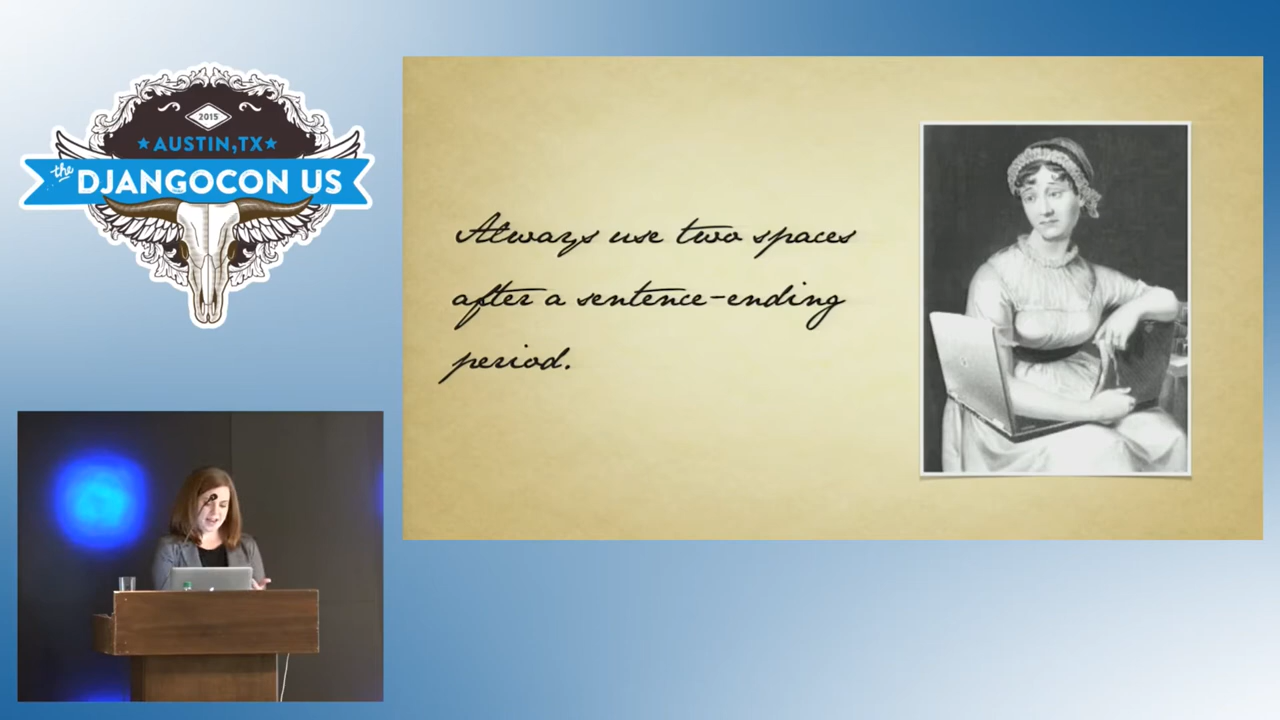 2015
AUSTIN,TX
the
DJANGOCON US
Always use two spaces
after a sentence-ending
period.